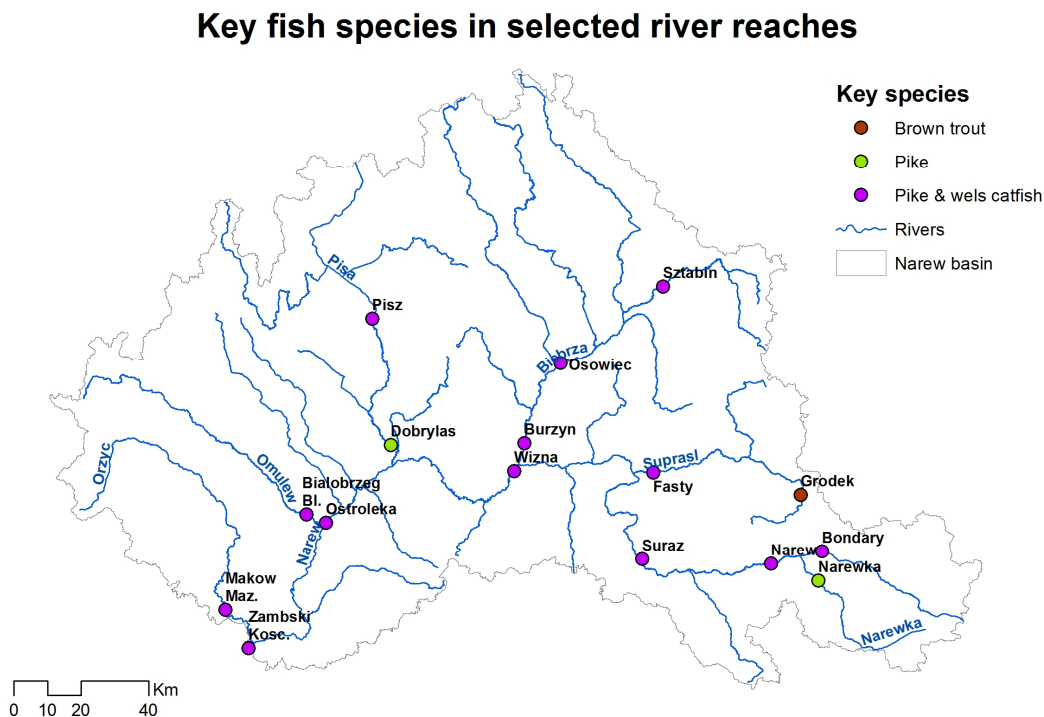 Key fish species in selected river reaches
Key species
Brown trout
Pike
Pike & wels catfish
Rivers
Narew basin
Pisa
Sztabin
Pisz
Biebrza
Osowiec
Dobrylas
Burzyn
Wizna
Orzyc
Omulew
Suprasl
Fasty
Grodek
Bialobrzeg
Bl.
Ostroleka
Narew
Suraz
Narew
Bondary
Narewka
Makow
Maz.
Zambski
Kosc.
Narewka
Km
0 10 20 40